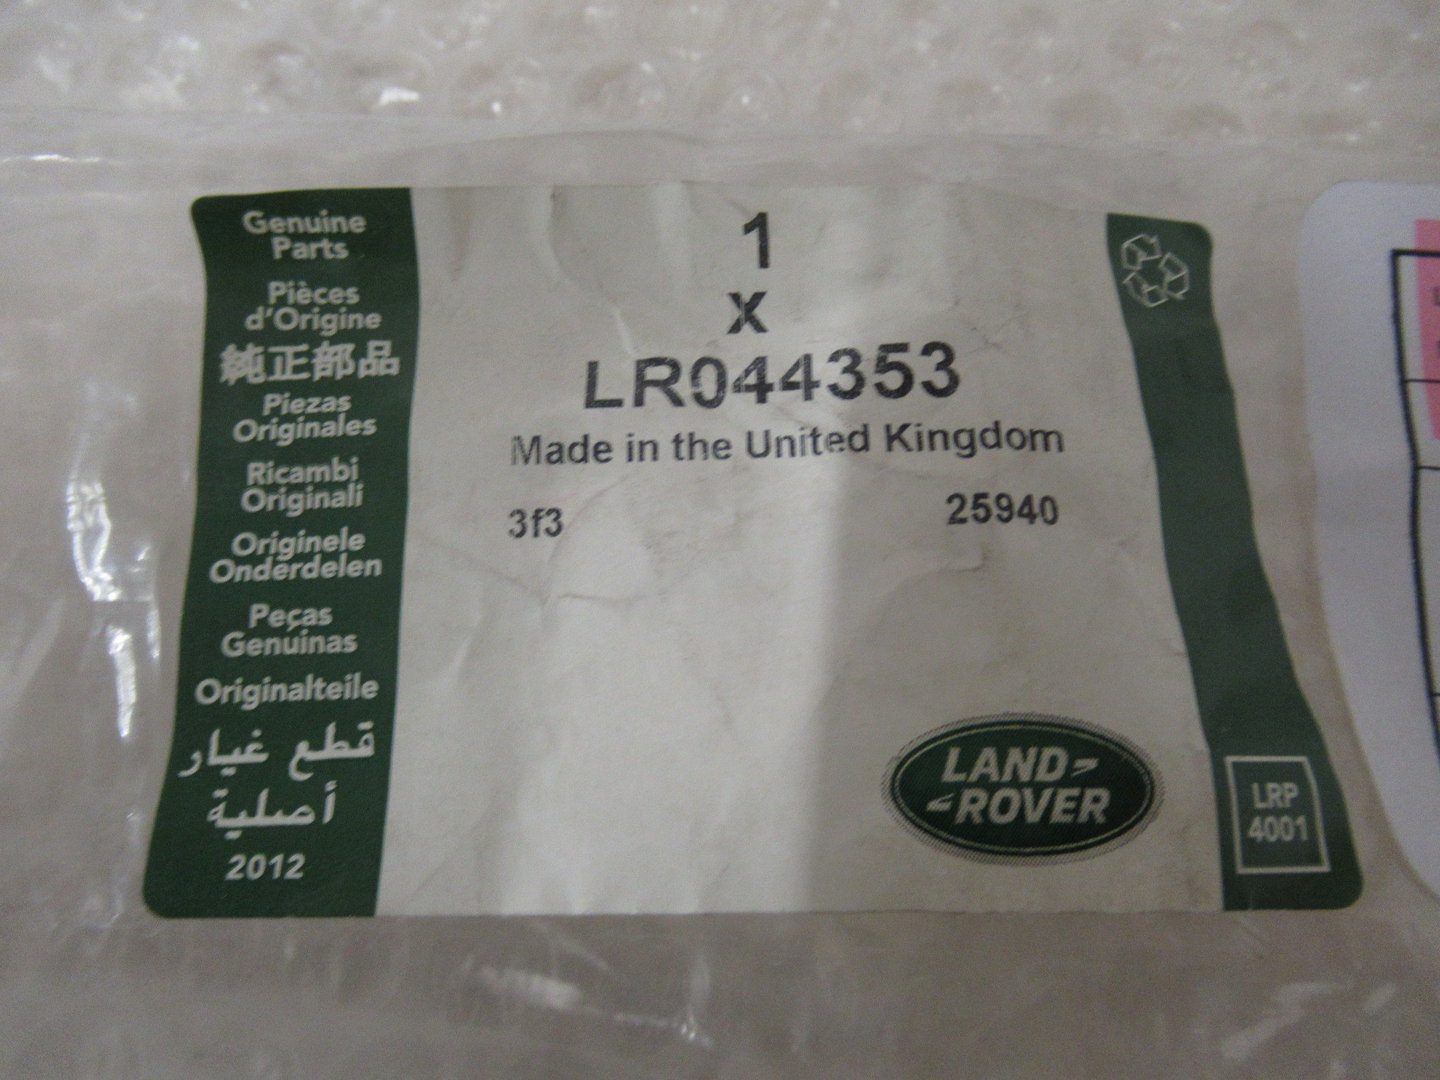 Genuine
Parts
Pièces
d'Origine
純正部品
Piezas
Originales
Ricambi
Originali
Originele
Onderdelen
Peças
Genuinas
Originalteile
قطع غيار
أصلية
2012
1
x
LR044353
Made in the United Kingdom
3f3 25940
LAND
ROVER
LRP
4001